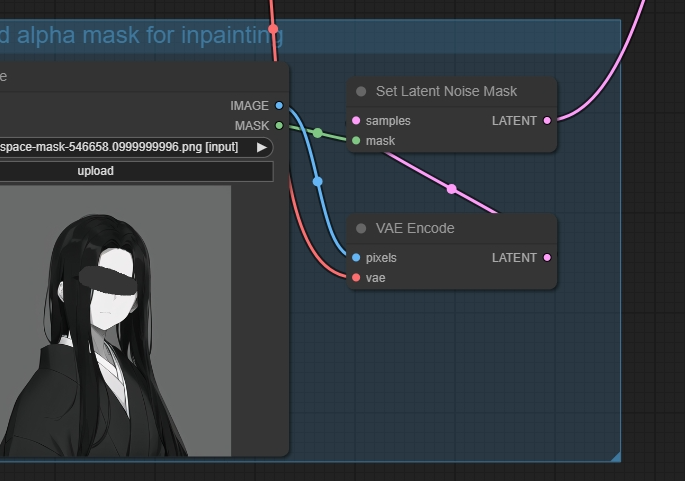 d alpha mask for inpainting
e
IMAGE
MASK
space-mask-546658.0999999996.png [input]
upload
Set Latent Noise Mask
samples
LATENT
mask
VAE Encode
pixels
LATENT
vae